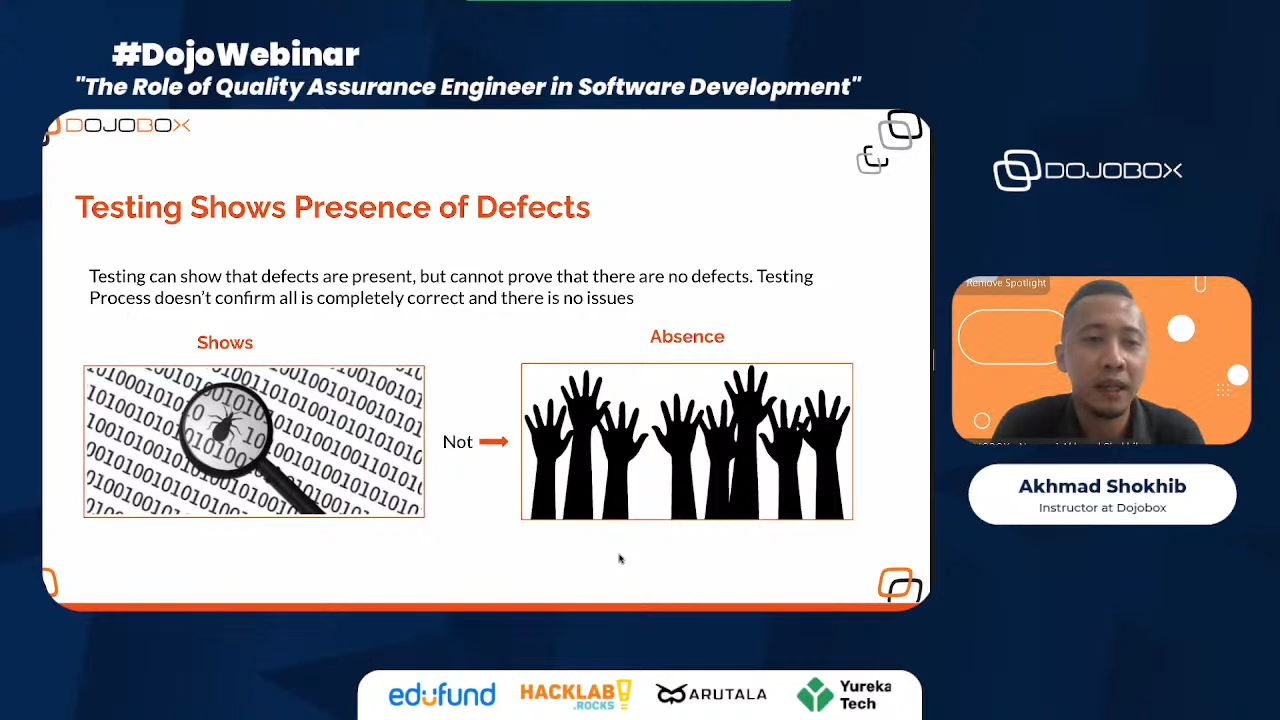 #DojoWebinar
"The Role of Quality Assurance Engineer in Software Development"
DOJOBOX
Testing Shows Presence of Defects
Testing can show that defects are present, but cannot prove that there are no defects. Testing
Process doesn't confirm all is completely correct and there is no issues
Shows
Absence
Not
DOJOBOX
Remove Spotlight
Akhmad Shokhib
Instructor at Dojobox
edufund
HACKLAB!
.ROCKS
ARUTALA
Yureka
Tech